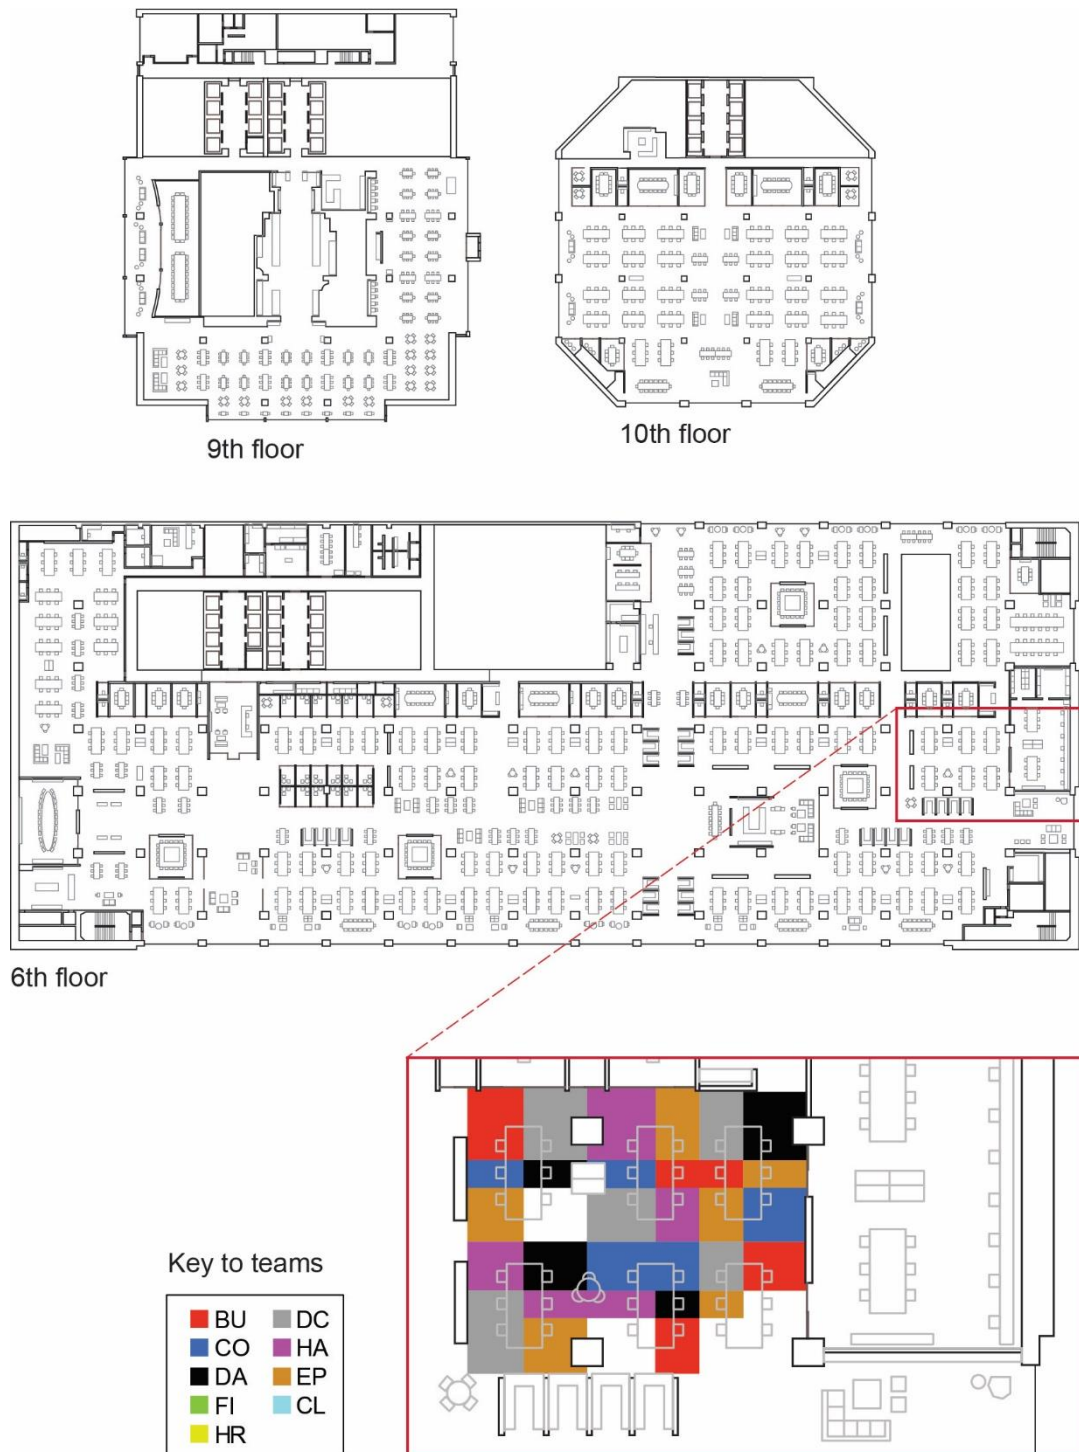 9th floor
10th floor
6th floor
Key to teams
BU DC
CO HA
DA EP
FI CL
HR